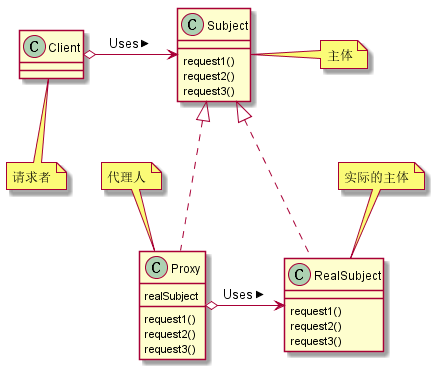 C Subject
request1()
request2()
request3()
C Client
Uses
主体
请求者
代理人
实际的主体
C Proxy
realSubject
request1()
request2()
request3()
Uses
C RealSubject
request1()
request2()
request3()